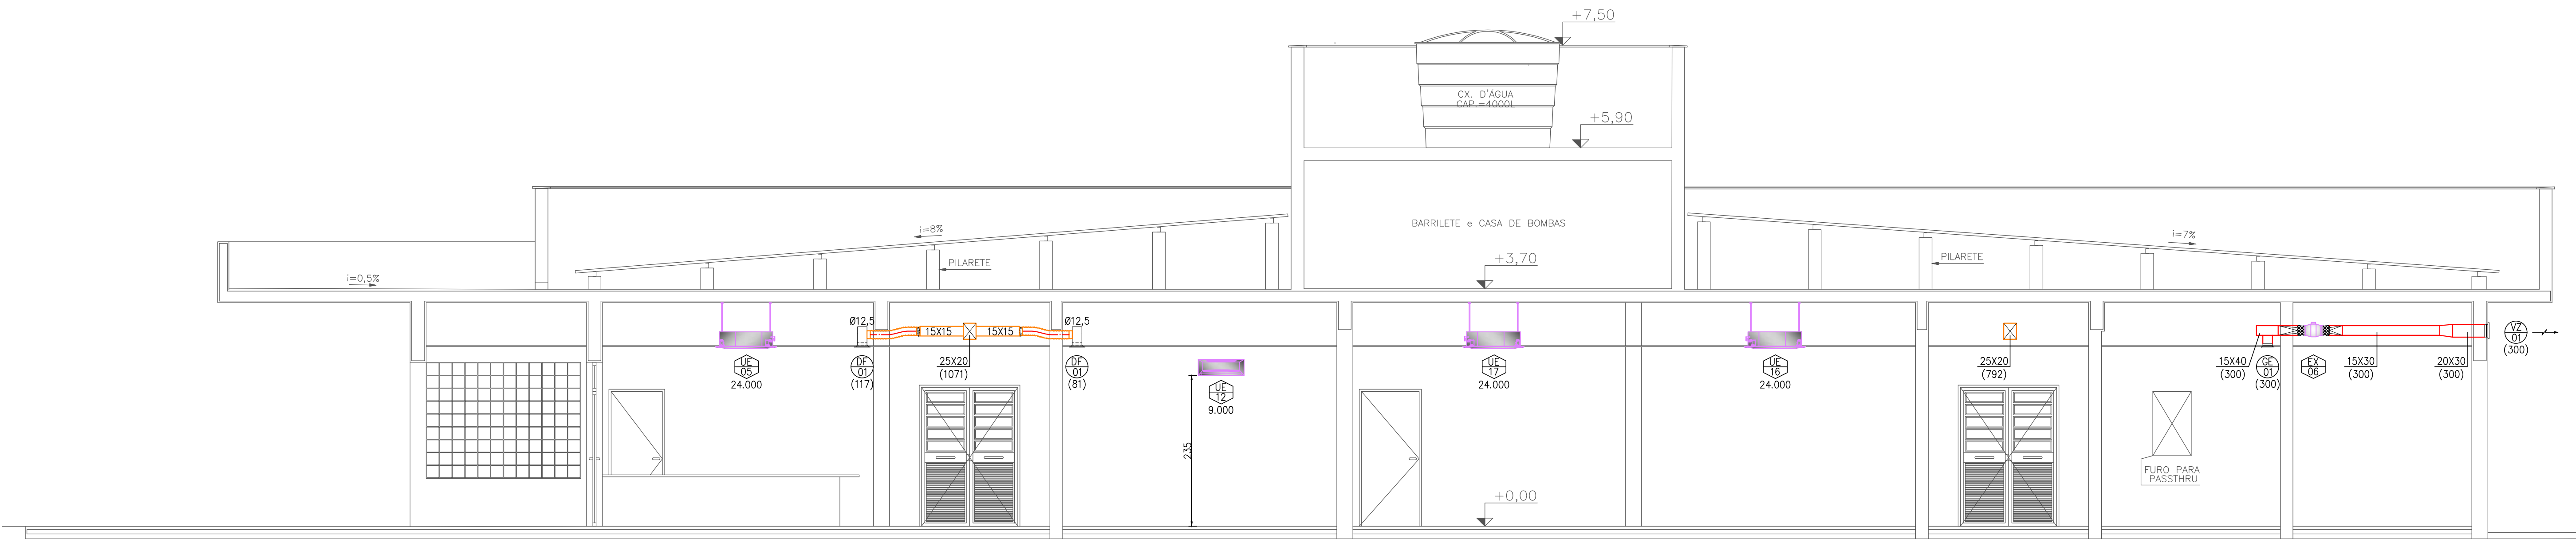 +7,50
CX. D'ÁGUA
CAP.=4000L
+5,90
BARRILETE e CASA DE BOMBAS
i=8%
i=7%
PILARETE
PILARETE
+3,70
i=0,5%
Ø12,5
15X15
15X15
Ø12,5
UE
05
24.000
DF
01
(117)
25X20
(1071)
DF
01
(81)
UE
12
9.000
UE
17
24.000
UE
16
24.000
25X20
(792)
15X40
(300)
GE
01
(300)
EX
06
15X30
(300)
20X30
(300)
VZ
01
(300)
235
FURO PARA
PASSTHRU
+0,00